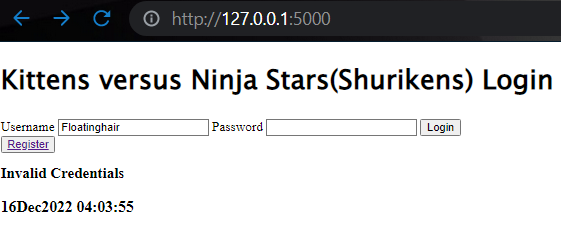 http://127.0.0.1:5000
Kittens versus Ninja Stars(Shurikens) Login
Username Floatinghair Password Login
Register
Invalid Credentials
16Dec2022 04:03:55